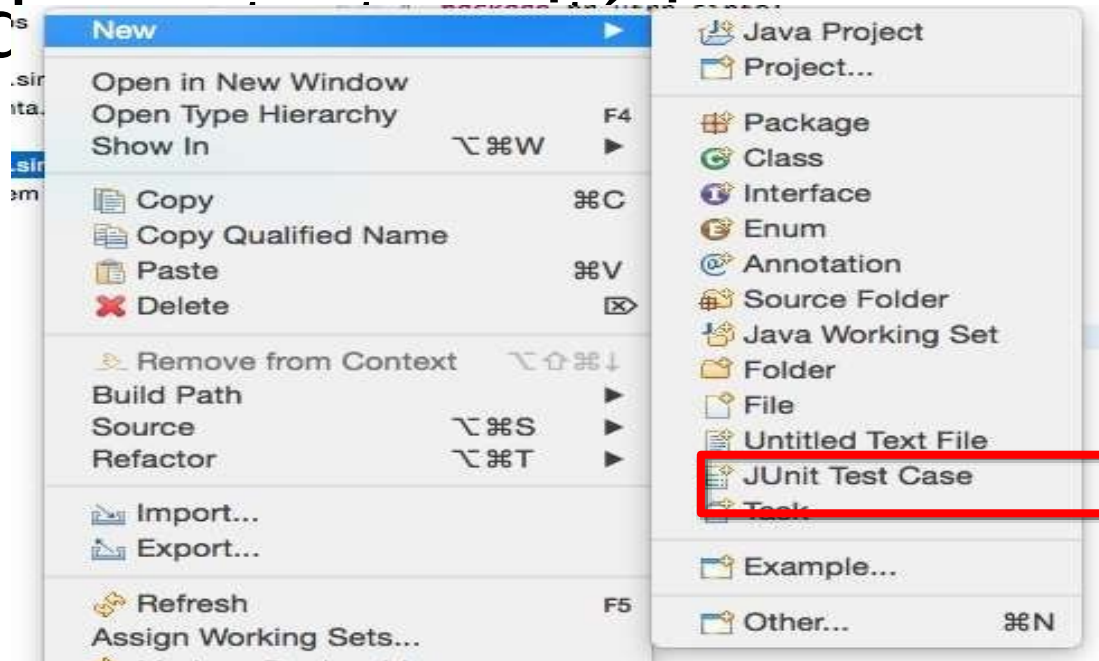 New
Open in New Window
Open Type Hierarchy F4
Show In ⌥⌘W ▶
Copy ⌘C
Copy Qualified Name
Paste ⌘V
Delete ⌦
Remove from Context ⌥⇧⌘↓
Build Path ▶
Source ⌥⌘S ▶
Refactor ⌥⌘T ▶
Import...
Export...
Refresh F5
Assign Working Sets...
Java Project
Project...
Package
Class
Interface
Enum
Annotation
Source Folder
Java Working Set
Folder
File
Untitled Text File
JUnit Test Case
Task
Example...
Other... ⌘N